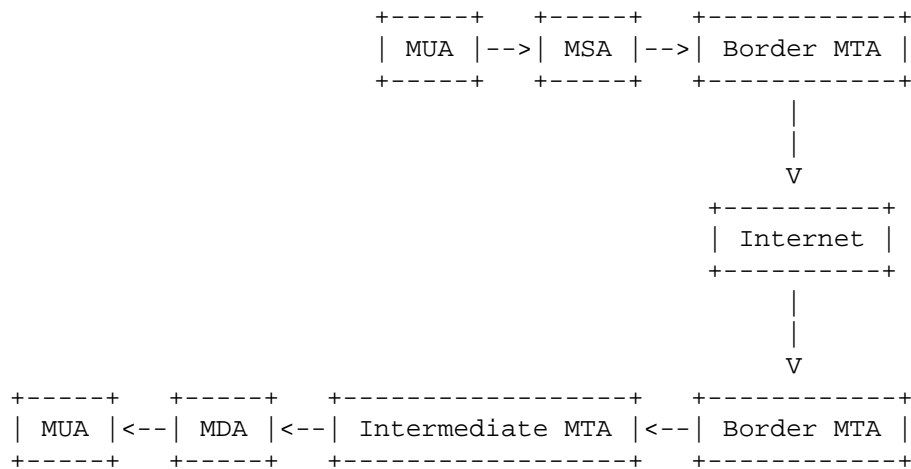 MUA --> MSA --> Border MTA
V
Internet
V
MUA <-- MDA <-- Intermediate MTA <-- Border MTA